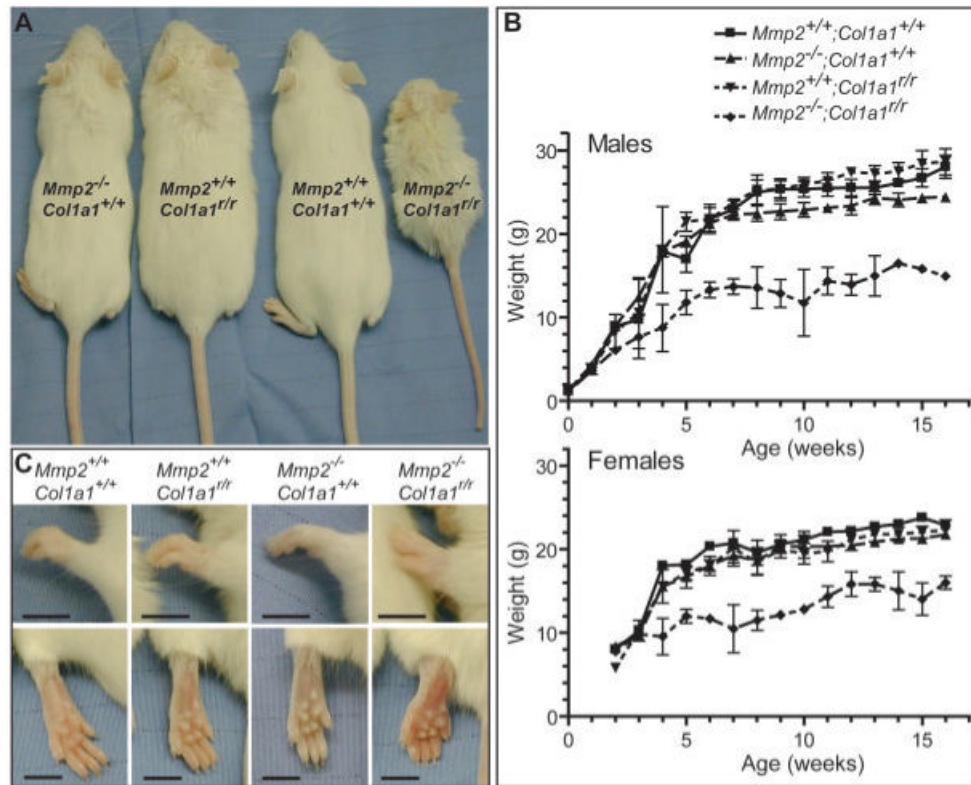 A
Mmp2-/-
Col1a1+/+
Mmp2+/+
Col1a1r/r
Mmp2+/+
Col1a1+/+
Mmp2-/-
Col1a1r/r
B
Mmp2+/+;Col1a1+/+
Mmp2-/-;Col1a1+/+
Mmp2+/+;Col1a1r/r
Mmp2-/-;Col1a1r/r
Males
30
20
10
0
Weight (g)
0 5 10 15
Age (weeks)
Females
30
20
10
0
Weight (g)
0 5 10 15
Age (weeks)
C
Mmp2+/+
Col1a1+/+
Mmp2+/+
Col1a1r/r
Mmp2-/-
Col1a1+/+
Mmp2-/-
Col1a1r/r